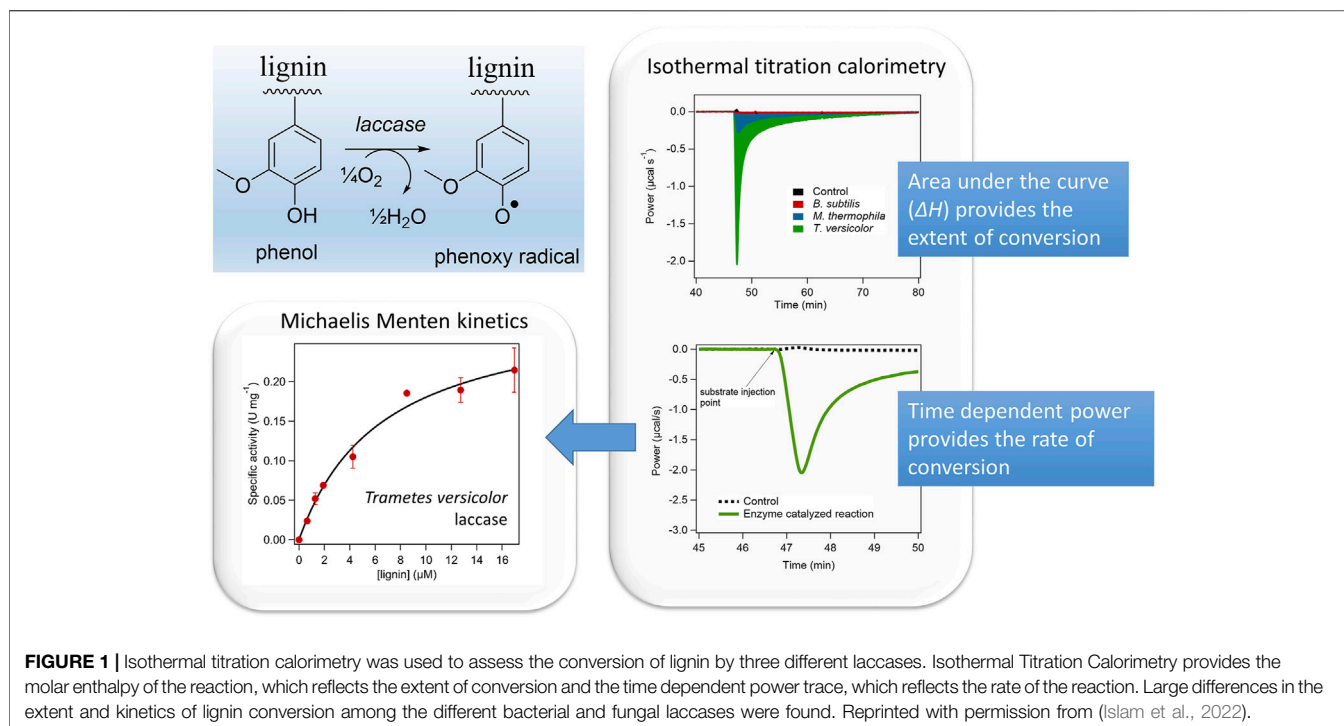 lignin
lignin
laccase
¼O2
½H2O
O
OH
O
O•
phenol
phenoxy radical
Isothermal titration calorimetry
0.0
-0.5
-1.0
-1.5
-2.0
Power (µcal s⁻¹)
Control
B. subtilis
M. thermophila
T. versicolor
40 50 60 70 80
Time (min)
Area under the curve
(ΔH) provides the
extent of conversion
Michaelis Menten kinetics
0.20
0.15
0.10
0.05
0.00
Specific activity (U mg⁻¹)
Trametes versicolor
laccase
0 2 4 6 8 10 12 14 16
[lignin] (µM)
0.0
-0.5
-1.0
-1.5
-2.0
-2.5
-3.0
Power (µcal/s)
substrate injection
point
Control
Enzyme catalyzed reaction
45 46 47 48 49 50
Time (min)
Time dependent power
provides the rate of
conversion
FIGURE 1 | Isothermal titration calorimetry was used to assess the conversion of lignin by three different laccases. Isothermal Titration Calorimetry provides the
molar enthalpy of the reaction, which reflects the extent of conversion and the time dependent power trace, which reflects the rate of the reaction. Large differences in the
extent and kinetics of lignin conversion among the different bacterial and fungal laccases were found. Reprinted with permission from (Islam et al., 2022).